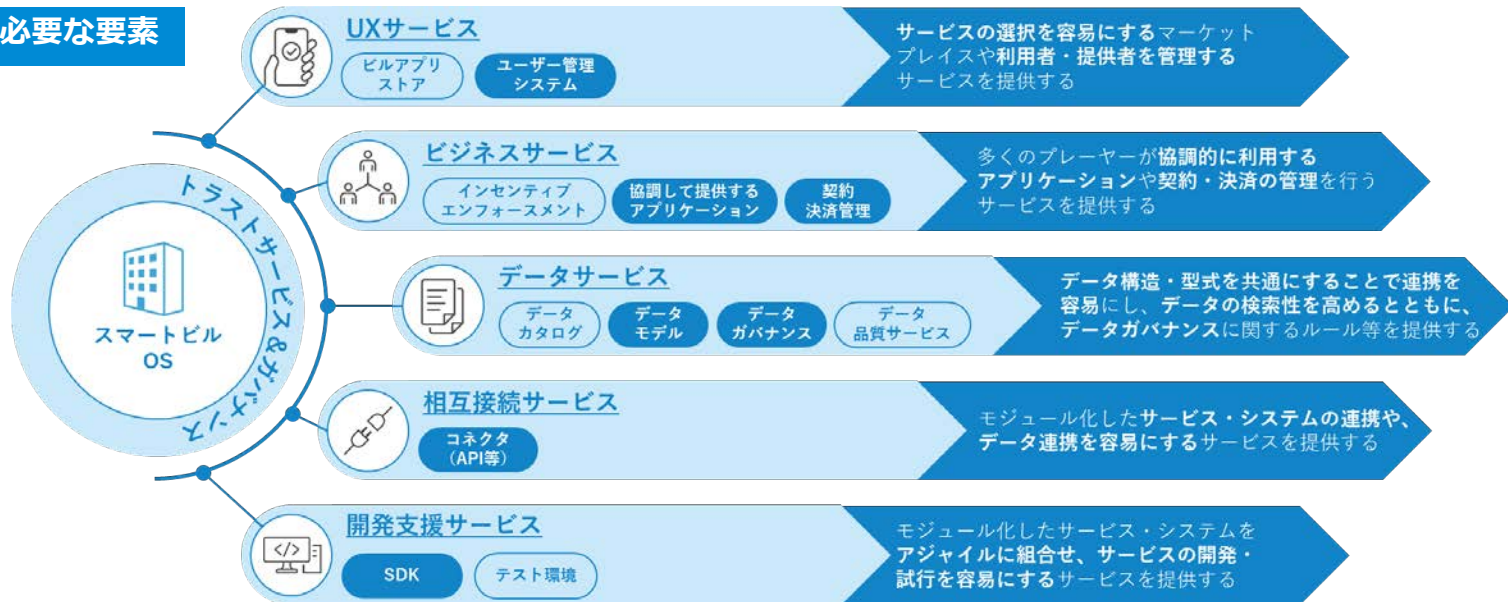 必要な要素
UXサービス
ビルアプリ
ストア
ユーザー管理
システム
サービスの選択を容易にするマーケット
プレイスや利用者・提供者を管理する
サービスを提供する
ビジネスサービス
インセンティブ
エンフォースメント
協調して提供する
アプリケーション
契約
決済管理
多くのプレーヤーが協調的に利用する
アプリケーションや契約・決済の管理を行う
サービスを提供する
トラストサービス&ガバナンス
スマートビル
OS
データサービス
データ
カタログ
データ
モデル
データ
ガバナンス
データ
品質サービス
データ構造・型式を共通にすることで連携を
容易にし、データの検索性を高めるとともに、
データガバナンスに関するルール等を提供する
相互接続サービス
コネクタ
(API等)
モジュール化したサービス・システムの連携や、
データ連携を容易にするサービスを提供する
開発支援サービス
</>
SDK
テスト環境
モジュール化したサービス・システムを
アジャイルに組合せ、サービスの開発・
試行を容易にするサービスを提供する